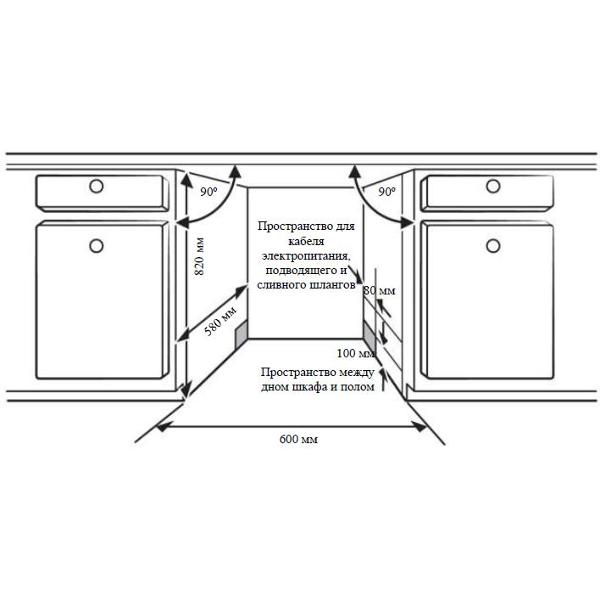 90º
90º
820 мм
Пространство для
кабеля
электропитания,
подводящего и
сливного шлангов
80 мм
580 мм
100 мм
Пространство между
дном шкафа и полом
600 мм